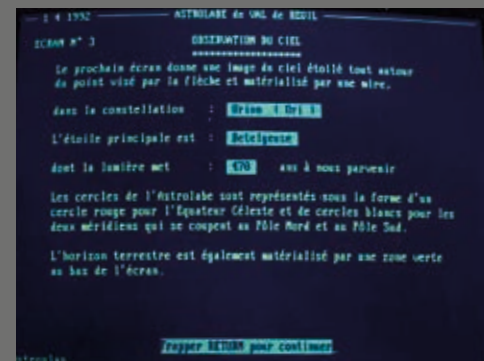 1 4 1992 ASTROLABE de VAL de REUIL
ECRAN N° 3 OBSERVATION DU CIEL
********************
Le prochain écran donne une image du ciel étoilé tout autour
du point visé par la flèche et matérialisé par une mire.
dans la constellation : Orion ( Ori )
L'étoile principale est : Betelgeuse
dont la lumière met : 470 ans à nous parvenir
Les cercles de l'Astrolabe sont représentés sous la forme d'un
cercle rouge pour l'Equateur Céleste et de cercles blancs pour les
deux méridiens qui se coupent au Pôle Nord et au Pôle Sud.
L'horizon terrestre est également matérialisé par une zone verte
au bas de l'écran.
Frapper RETURN pour continuer